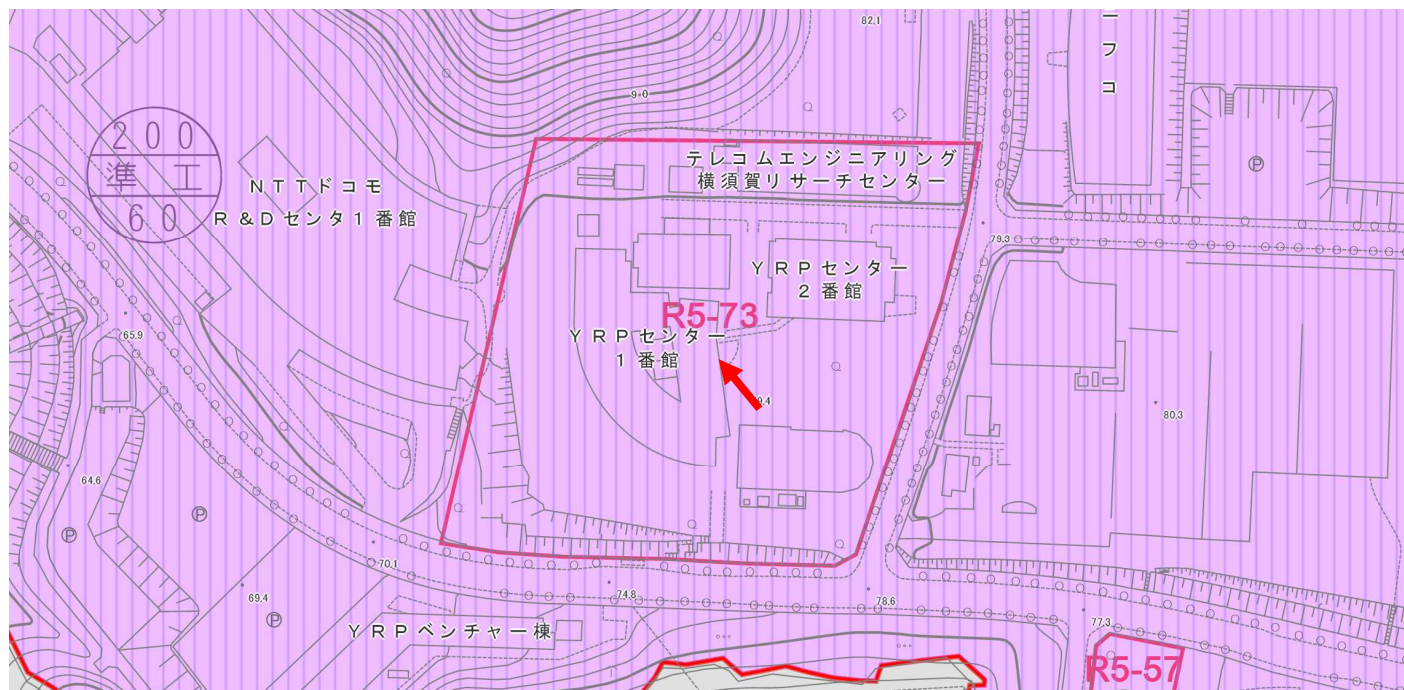 82.1
ニフコ
9 0
200
準工
60
NTTドコモ
R&Dセンタ1番館
テレコムエンジニアリング
横須賀リサーチセンター
P
79.3
YRPセンター
2番館
R5-73
YRPセンター
1番館
65.9
9.4
80.3
64.6
P
P
70.1
69.4
P
74.8
78.6
77.3
YRPベンチャー棟
R5-57